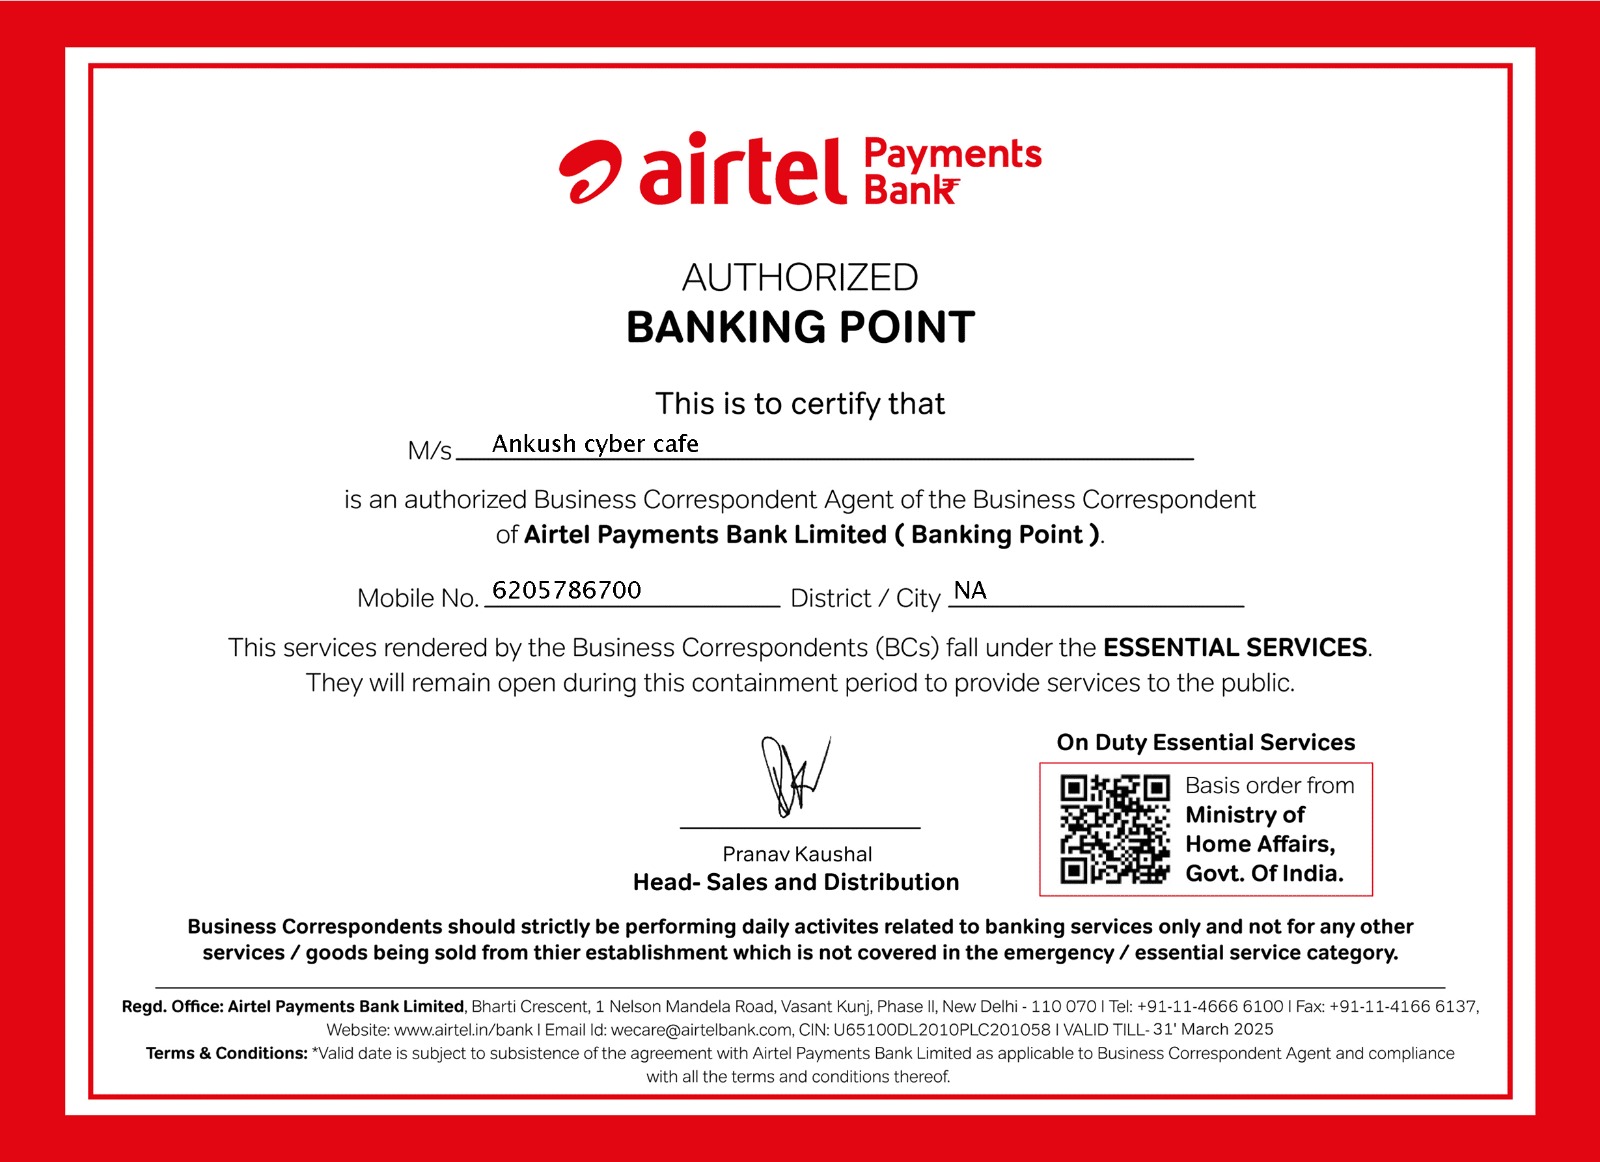 airtel Payments Bank₹
AUTHORIZED
BANKING POINT
This is to certify that
M/s Ankush cyber cafe
is an authorized Business Correspondent Agent of the Business Correspondent
of Airtel Payments Bank Limited ( Banking Point ).
Mobile No. 6205786700 District / City NA
This services rendered by the Business Correspondents (BCs) fall under the ESSENTIAL SERVICES.
They will remain open during this containment period to provide services to the public.
On Duty Essential Services
Basis order from
Ministry of
Home Affairs,
Govt. Of India.
Pranav Kaushal
Head- Sales and Distribution
Business Correspondents should strictly be performing daily activites related to banking services only and not for any other
services / goods being sold from thier establishment which is not covered in the emergency / essential service category.
Regd. Office: Airtel Payments Bank Limited, Bharti Crescent, 1 Nelson Mandela Road, Vasant Kunj, Phase II, New Delhi - 110 070 | Tel: +91-11-4666 6100 | Fax: +91-11-4166 6137,
Website: www.airtel.in/bank | Email Id: wecare@airtelbank.com, CIN: U65100DL2010PLC201058 | VALID TILL- 31' March 2025
Terms & Conditions: *Valid date is subject to subsistence of the agreement with Airtel Payments Bank Limited as applicable to Business Correspondent Agent and compliance
with all the terms and conditions thereof.